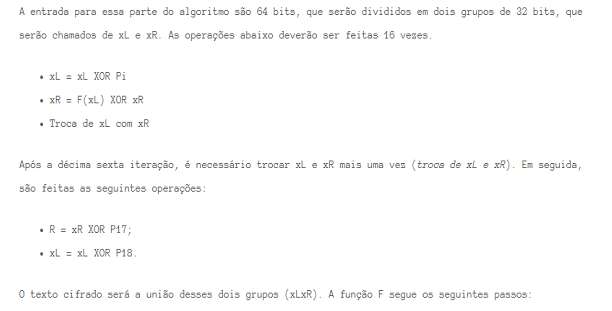 A entrada para essa parte do algoritmo são 64 bits, que serão divididos em dois grupos de 32 bits, que
serão chamados de xL e xR. As operações abaixo deverão ser feitas 16 vezes.
• xL = xL XOR Pi
• xR = F(xL) XOR xR
• Troca de xL com xR
Após a décima sexta iteração, é necessário trocar xL e xR mais uma vez (troca de xL e xR). Em seguida,
são feitas as seguintes operações:
• R = xR XOR P17;
• xL = xL XOR P18.
O texto cifrado será a união desses dois grupos (xLxR). A função F segue os seguintes passos: